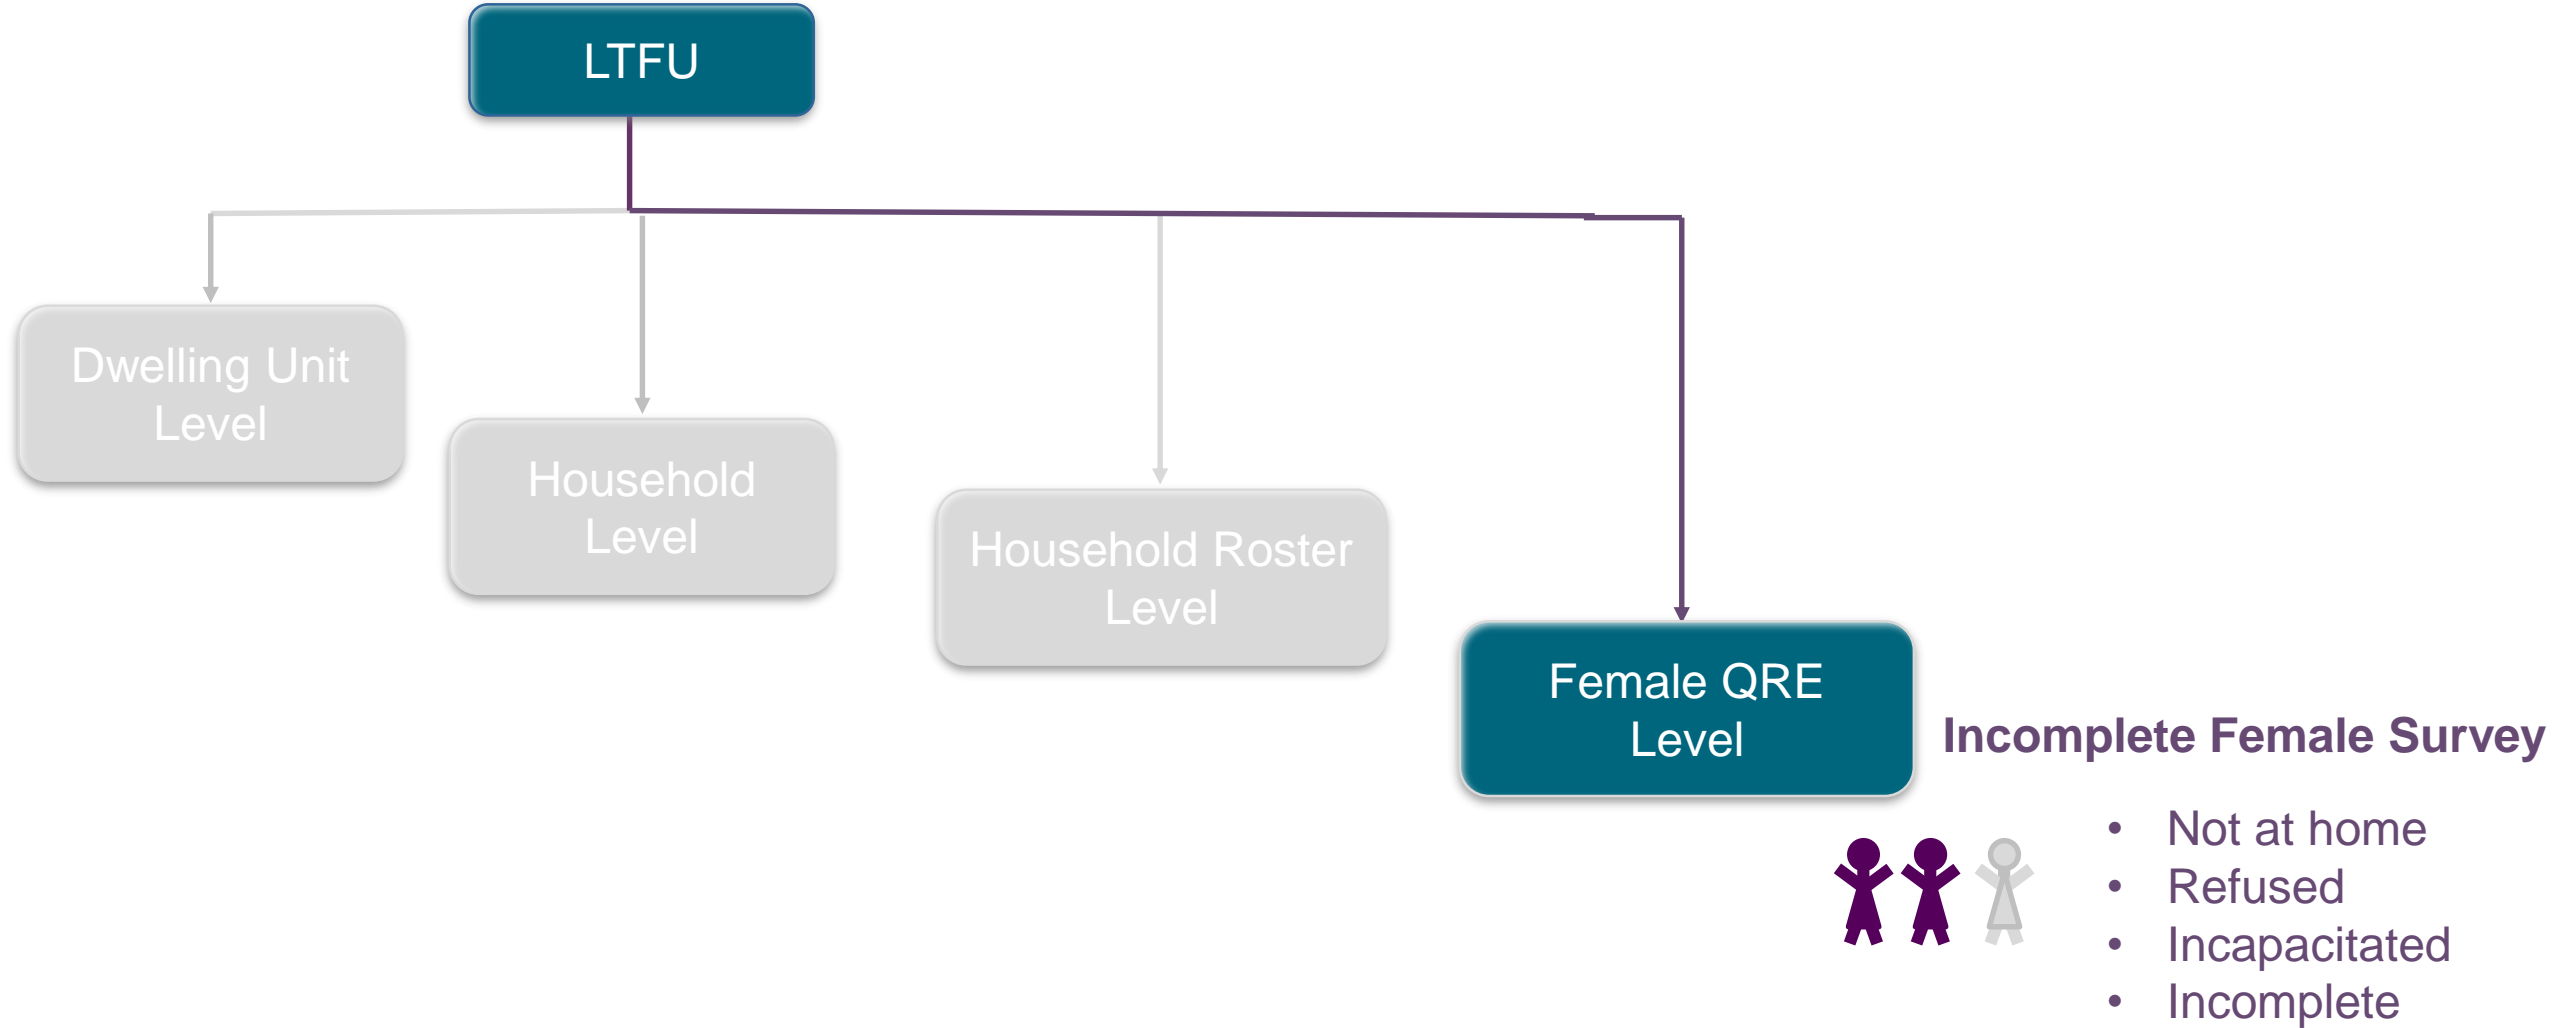 LTFU
Dwelling Unit
Level
Household
Level
Household Roster
Level
Female QRE
Level
Incomplete Female Survey
• Not at home
• Refused
• Incapacitated
• Incomplete